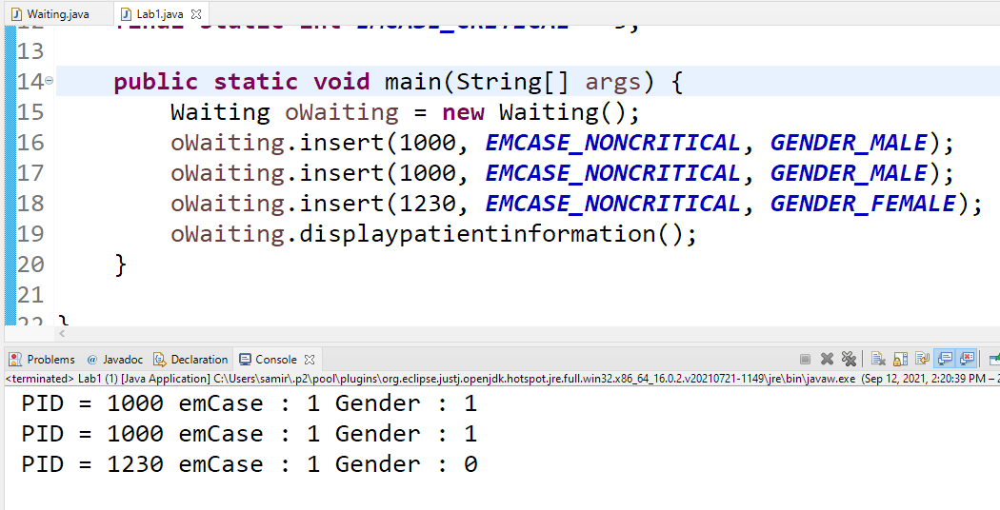 Waiting.java Lab1.java
13
14 public static void main(String[] args) {
15 Waiting oWaiting = new Waiting();
16 oWaiting.insert(1000, EMCASE_NONCRITICAL, GENDER_MALE);
17 oWaiting.insert(1000, EMCASE_NONCRITICAL, GENDER_MALE);
18 oWaiting.insert(1230, EMCASE_NONCRITICAL, GENDER_FEMALE);
19 oWaiting.displaypatientinformation();
20 }
21
22 }
Problems @ Javadoc Declaration Console
<terminated> Lab1 (1) [Java Application] C:\Users\samir\.p2\pool\plugins\org.eclipse.justj.openjdk.hotspot.jre.full.win32.x86_64_16.0.2.v20210721-1149\jre\bin\javaw.exe (Sep 12, 2021, 2:20:39 PM –
PID = 1000 emCase : 1 Gender : 1
PID = 1000 emCase : 1 Gender : 1
PID = 1230 emCase : 1 Gender : 0